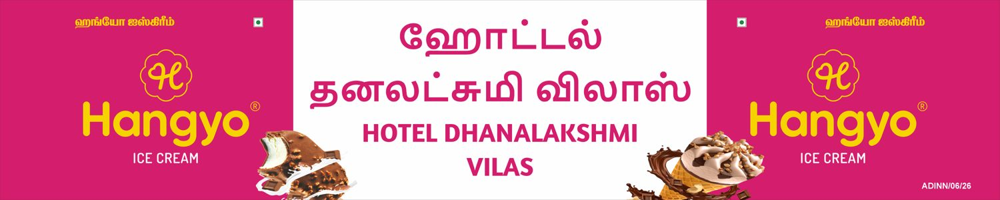 ஹங்யோ ஐஸ்கிரீம்
H
Hangyo®
ICE CREAM
ஹோட்டல்
தனலட்சுமி விலாஸ்
HOTEL DHANALAKSHMI
VILAS
ஹங்யோ ஐஸ்கிரீம்
H
Hangyo®
ICE CREAM
ADINN/06/26